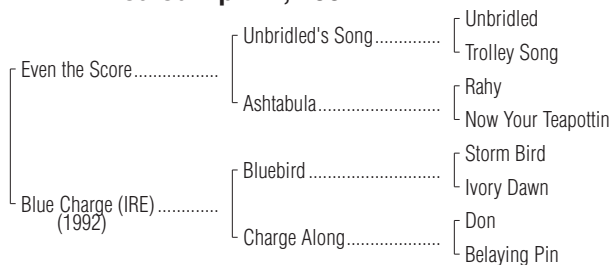 Unbridled
Unbridled's Song..............
Trolley Song
Even the Score..................
Rahy
Ashtabula..........................
Now Your Teapottin
Storm Bird
Bluebird ............................
Ivory Dawn
Blue Charge (IRE) .............
(1992)
Don
Charge Along....................
Belaying Pin